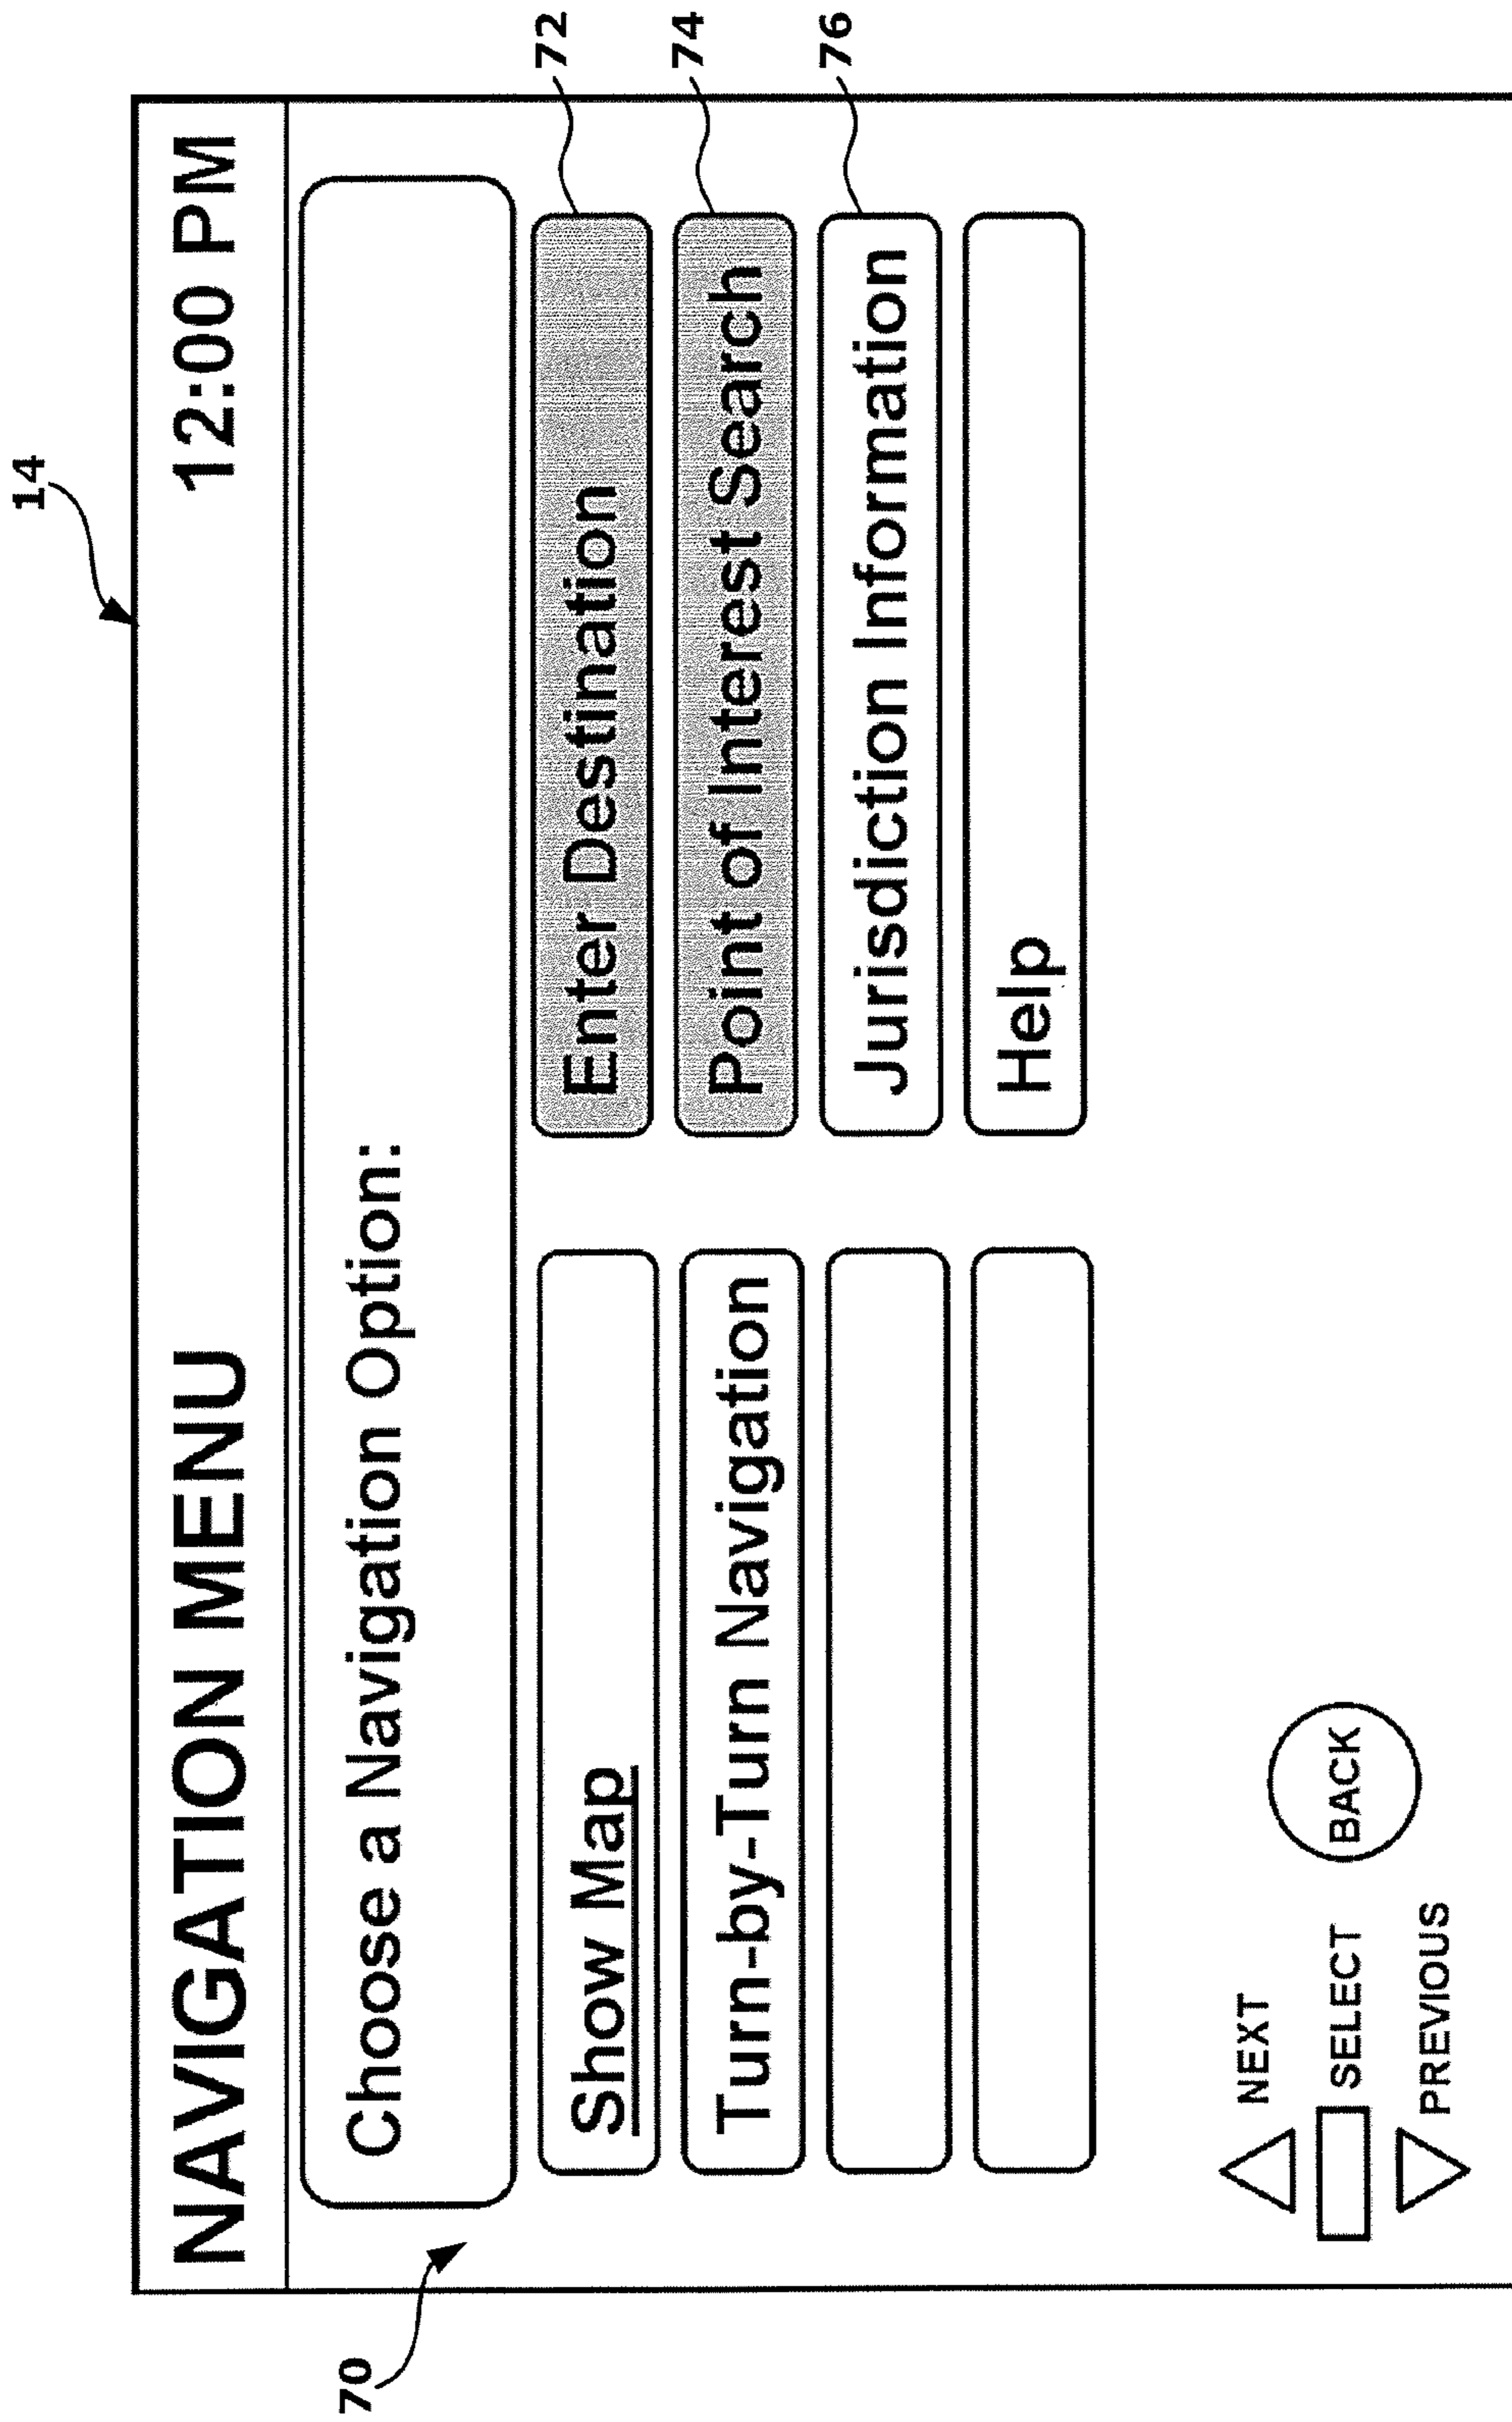 14
NAVIGATION MENU 12:00 PM
70
Choose a Navigation Option:
Show Map
Enter Destination
72
Turn-by-Turn Navigation
Point of Interest Search
74
Jurisdiction Information
76
Help
NEXT
SELECT
BACK
PREVIOUS